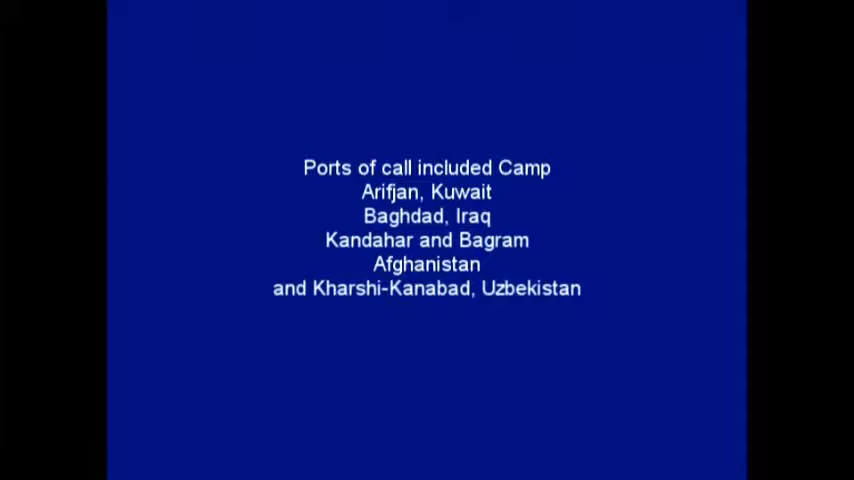 Ports of call included Camp
Arifjan, Kuwait
Baghdad, Iraq
Kandahar and Bagram
Afghanistan
and Kharshi-Kanabad, Uzbekistan